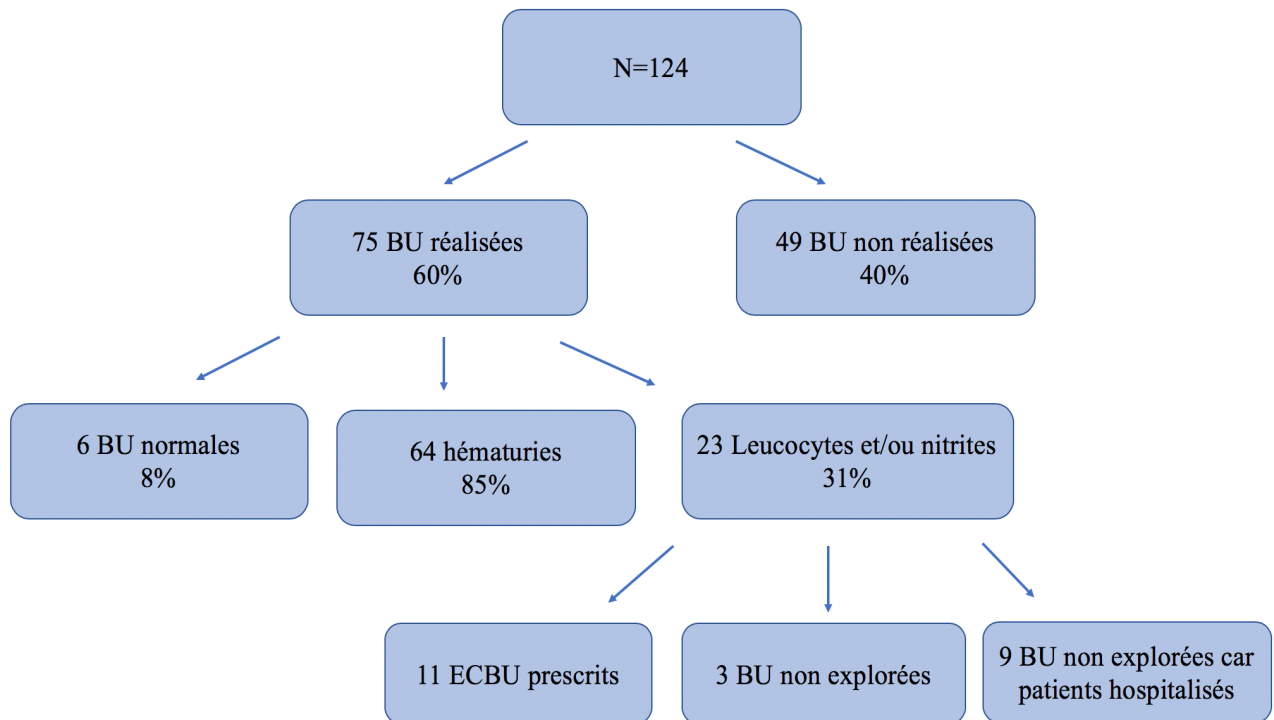 N=124
75 BU réalisées
60%
49 BU non réalisées
40%
6 BU normales
8%
64 hématuries
85%
23 Leucocytes et/ou nitrites
31%
11 ECBU prescrits
3 BU non explorées
9 BU non explorées car
patients hospitalisés